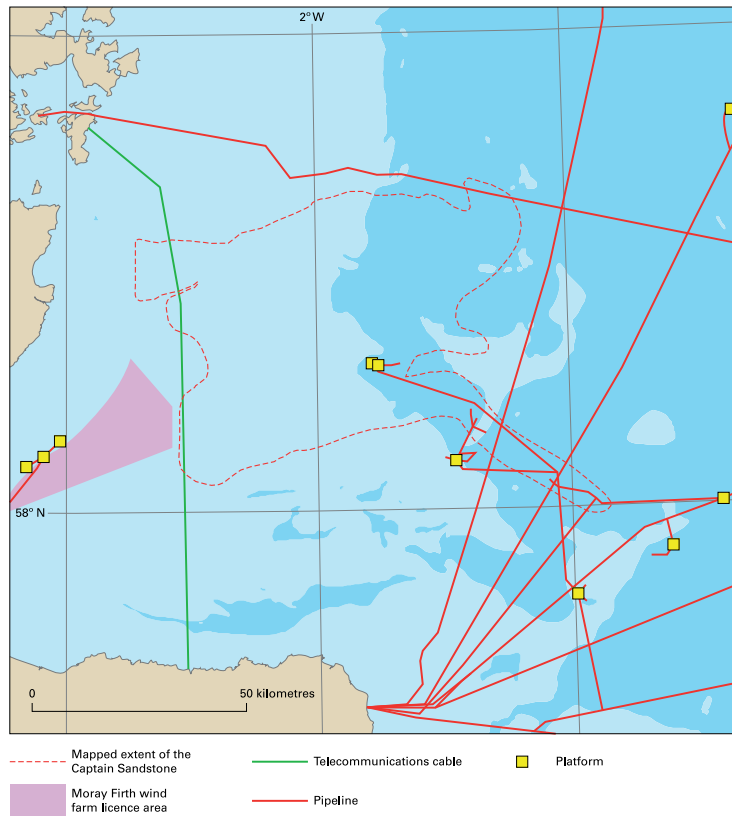 2° W
58° N
0
50 kilometres
Mapped extent of the
Captain Sandstone
Telecommunications cable
Platform
Moray Firth wind
farm licence area
Pipeline